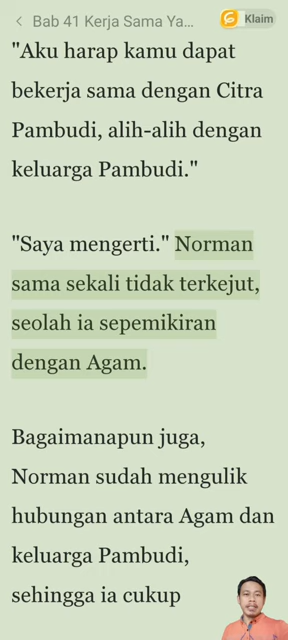 Bab 41 Kerja Sama Ya...
Klaim
"Aku harap kamu dapat
bekerja sama dengan Citra
Pambudi, alih-alih dengan
keluarga Pambudi."
"Saya mengerti." Norman
sama sekali tidak terkejut,
seolah ia sepemikiran
dengan Agam.
Bagaimanapun juga,
Norman sudah mengulik
hubungan antara Agam dan
keluarga Pambudi,
sehingga ia cukup